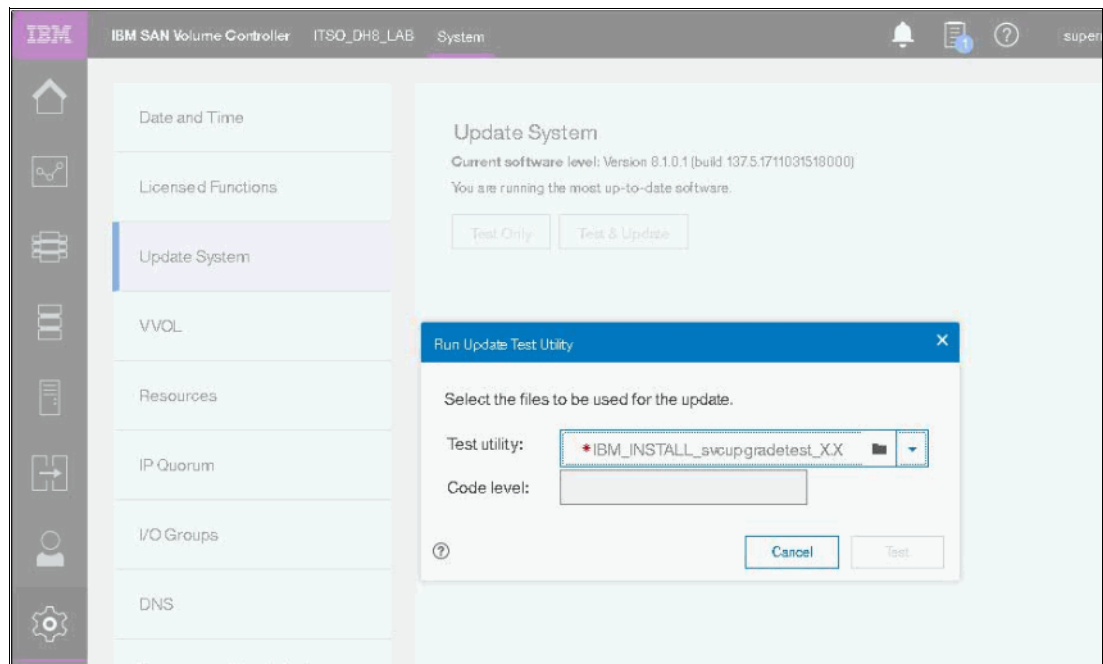 IBM
IBM SAN Volume Controller ITSO_DH8_LAB System
1
super
Date and Time
Licensed Functions
Update System
VVOL
Resources
IP Quorum
I/O Groups
DNS
Update System
Current software level: Version 8.1.0.1 (build 137.5.1711031518000)
You are running the most up-to-date software.
Test Only Test & Update
Run Update Test Utility
Select the files to be used for the update.
Test utility: *IBM_INSTALL_svcupgradetest_X.X
Code level:
?
Cancel Test